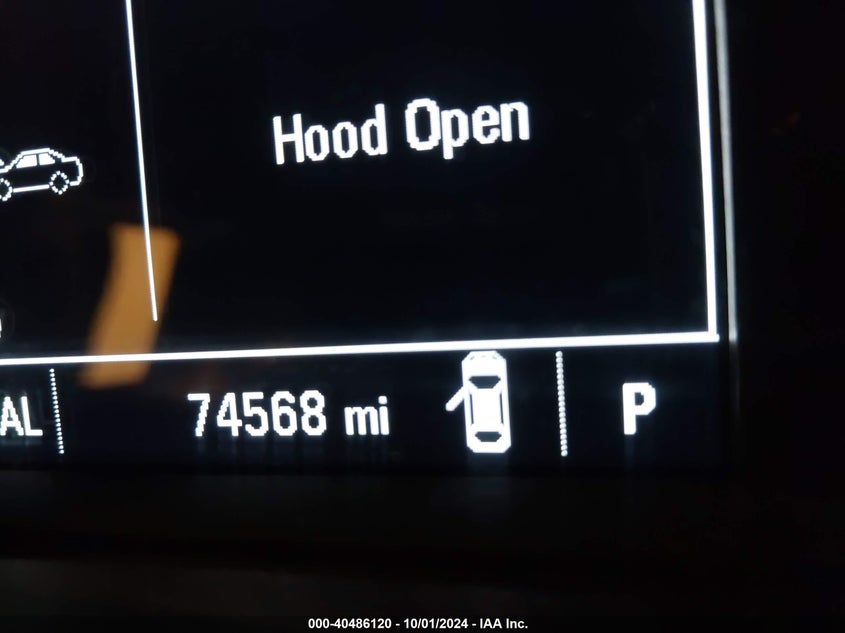 Hood Open
AL
74568 mi
P
000-40486120 - 10/01/2024 - IAA Inc.